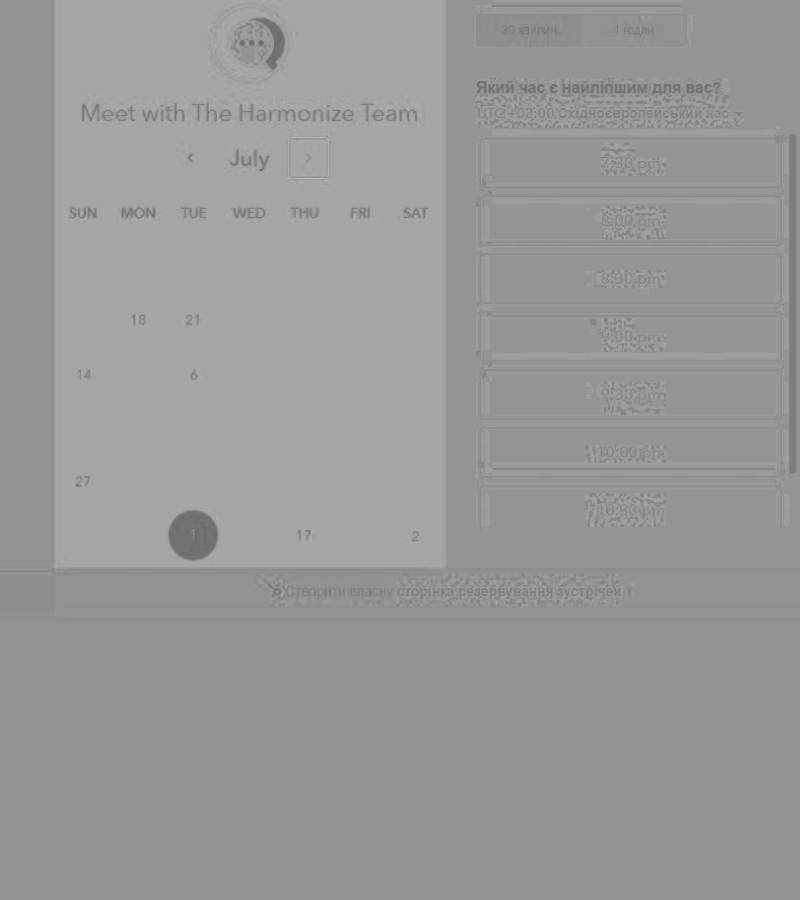 Meet with The Harmonize Team
July
SUN MON TUE WED THU FRI SAT
18 21
14 6
27
1 17 2
30 хвилин 1 годин
Який час є найліпшим для вас?
UTC +03:00 Східноєвропейський час
7:30 pm
8:00 pm
8:30 pm
9:00 pm
9:30 pm
10:00 pm
10:30 pm
Створити власну сторінка резервування зустрічей